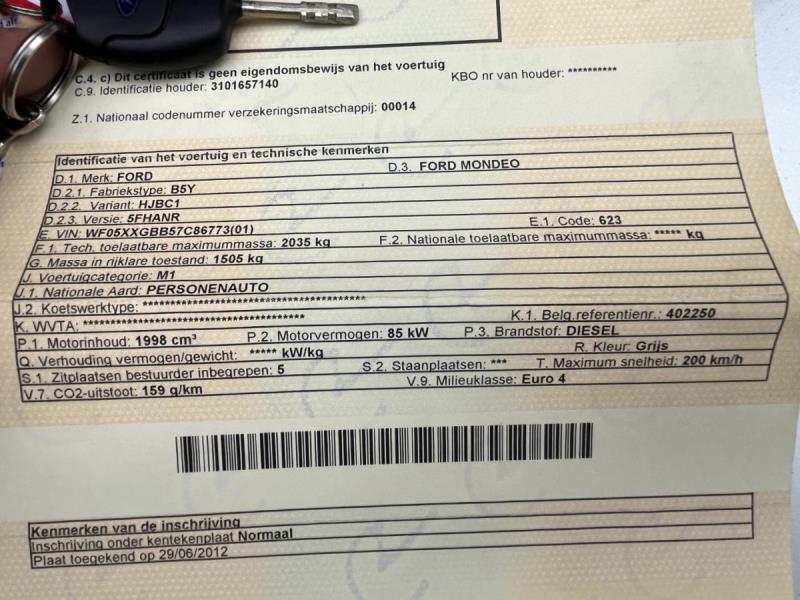 C.4. c) Dit certificaat is geen eigendomsbewijs van het voertuig
C.9. Identificatie houder: 3101657140 KBO nr van houder: **********
Z.1. Nationaal codenummer verzekeringsmaatschappij: 00014
Identificatie van het voertuig en technische kenmerken
D.1. Merk: FORD D.3. FORD MONDEO
D.2.1. Fabriekstype: B5Y
D.2.2. Variant: HJBC1
D.2.3. Versie: 5FHANR
E. VIN: WF05XXGBB57C86773(01) E.1. Code: 623
F.1. Tech. toelaatbare maximummassa: 2035 kg F.2. Nationale toelaatbare maximummassa: ***** kg
G. Massa in rijklare toestand: 1505 kg
J. Voertuigcategorie: M1
J.1. Nationale Aard: PERSONENAUTO
J.2. Koetswerktype: ************************************
K. WVTA: ************************************ K.1. Belg.referentienr.: 402250
P.1. Motorinhoud: 1998 cm³ P.2. Motorvermogen: 85 kW P.3. Brandstof: DIESEL
Q. Verhouding vermogen/gewicht: ***** kW/kg R. Kleur: Grijs
S.1. Zitplaatsen bestuurder inbegrepen: 5 S.2. Staanplaatsen: *** T. Maximum snelheid: 200 km/h
V.7. CO2-uitstoot: 159 g/km V.9. Milieuklasse: Euro 4
Kenmerken van de inschrijving
Inschrijving onder kentekenplaat Normaal
Plaat toegekend op 29/06/2012